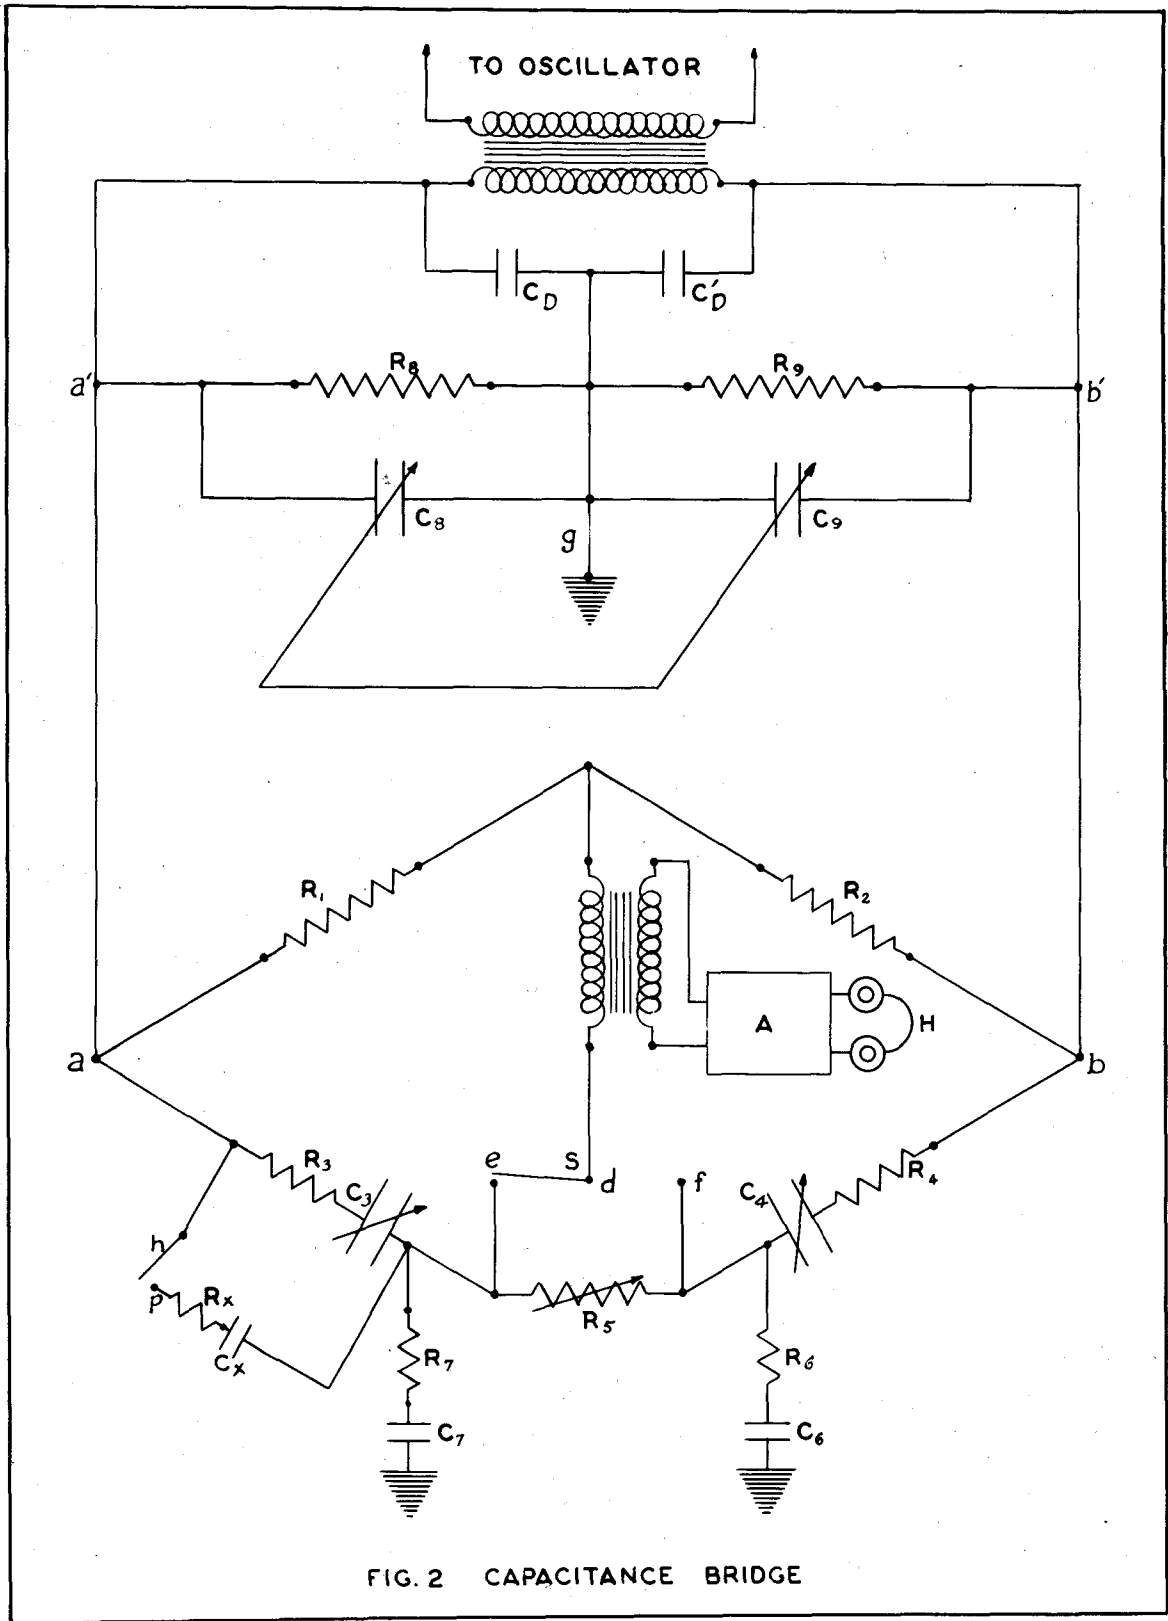 TO OSCILLATOR
C_D C'_D
a' R₈ R₉ b'
C₈ C₉
g
R₁ R₂
A H
a b
R₃ e S d f R₄
C₃ C₄
h
p Rₓ
R₅
Cₓ R₇ R₆
C₇ C₆
FIG. 2 CAPACITANCE BRIDGE